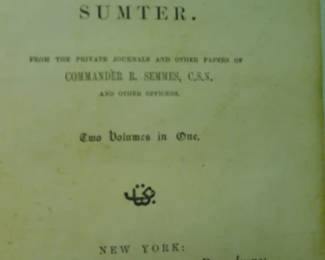 SUMTER.
FROM THE PRIVATE JOURNALS AND OTHER PAPERS OF
COMMANDER R. SEMMES, C.S.N.
AND OTHER OFFICERS.
Two Volumes in One.
NEW YORK: